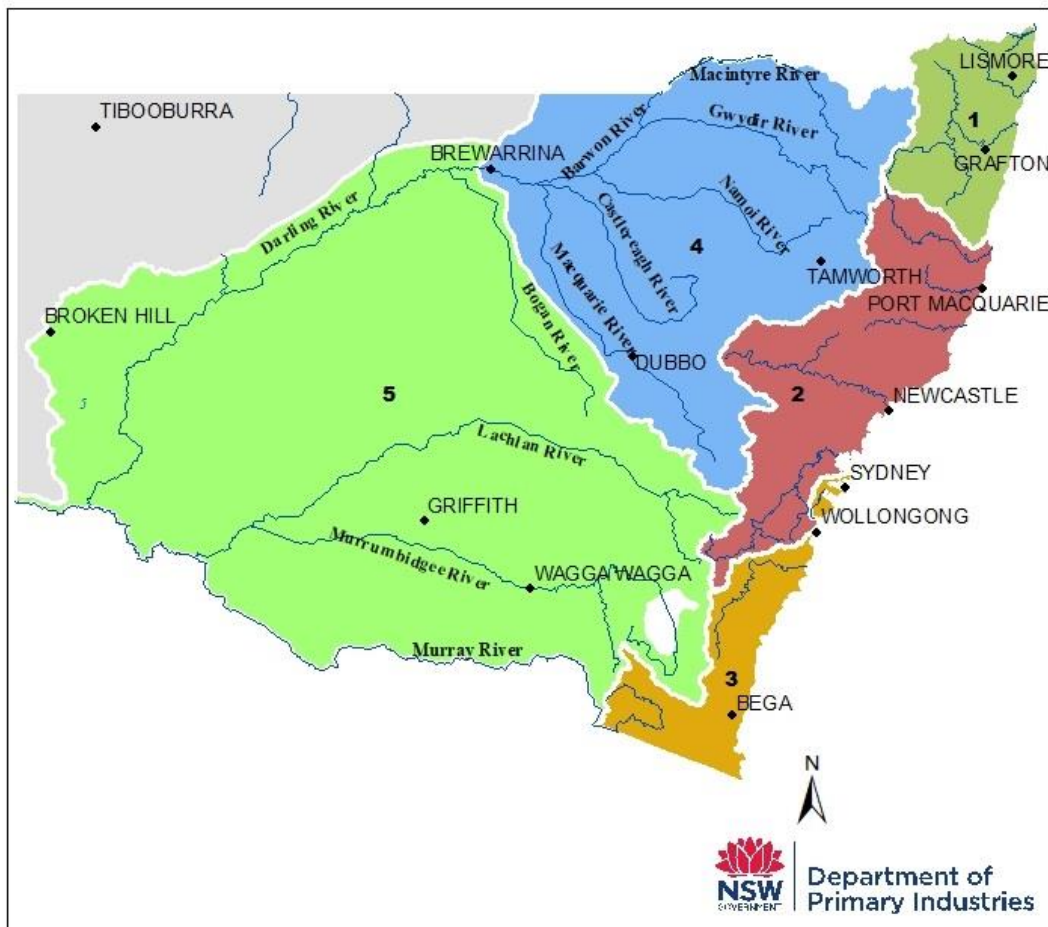 LISMORE
Macintyre River
TIBOOBURRA
Gwydir River
1
Barwon River
BREWARRINA
GRAFTON
Namoi River
Castlereagh River
Darling River
4
TAMWORTH
Macquarie River
PORT MACQUARIE
Bogan River
BROKEN HILL
DUBBO
5
5
2
NEWCASTLE
Lachlan River
SYDNEY
GRIFFITH
WOLLONGONG
Murrumbidgee River
WAGGA WAGGA
Murray River
3
BEGA
N
NSW
GOVERNMENT
Department of
Primary Industries